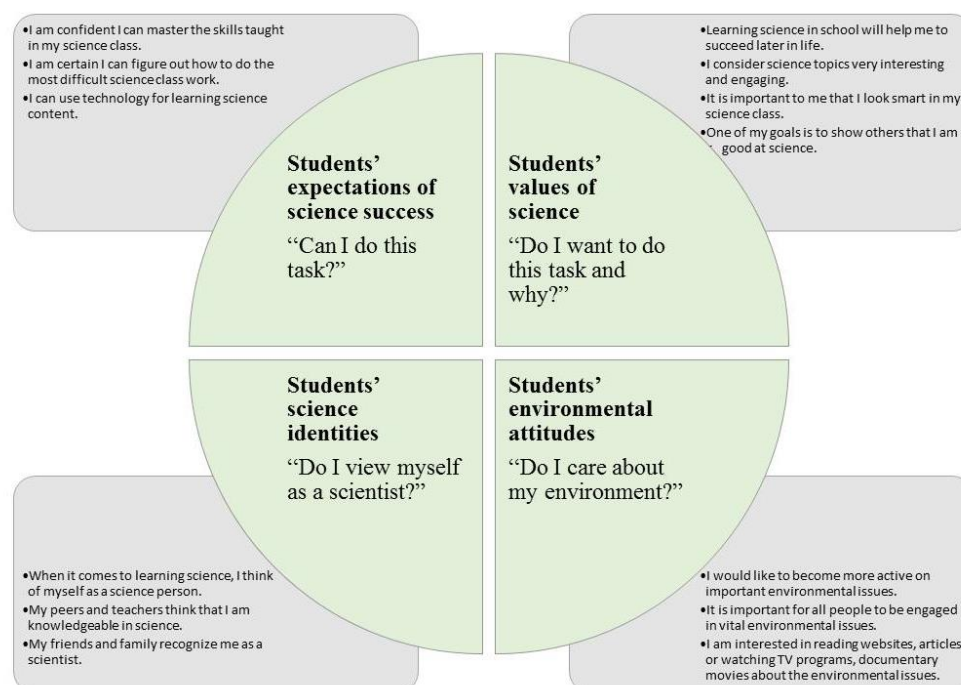 •I am confident I can master the skills taught
in my science class.
•I am certain I can figure out how to do the
most difficult science class work.
•I can use technology for learning science
content.
•Learning science in school will help me to
succeed later in life.
•I consider science topics very interesting
and engaging.
•It is important to me that I look smart in my
science class.
•One of my goals is to show others that I am
good at science.
Students’
expectations of
science success
“Can I do this
task?”
Students’
values of
science
“Do I want to do
this task and
why?”
Students’
science
identities
“Do I view myself
as a scientist?”
Students’
environmental
attitudes
“Do I care about
my environment?”
•When it comes to learning science, I think
of myself as a science person.
•My peers and teachers think that I am
knowledgeable in science.
•My friends and family recognize me as a
scientist.
•I would like to become more active on
important environmental issues.
•It is important for all people to be engaged
in vital environmental issues.
•I am interested in reading websites, articles
or watching TV programs, documentary
movies about the environmental issues.